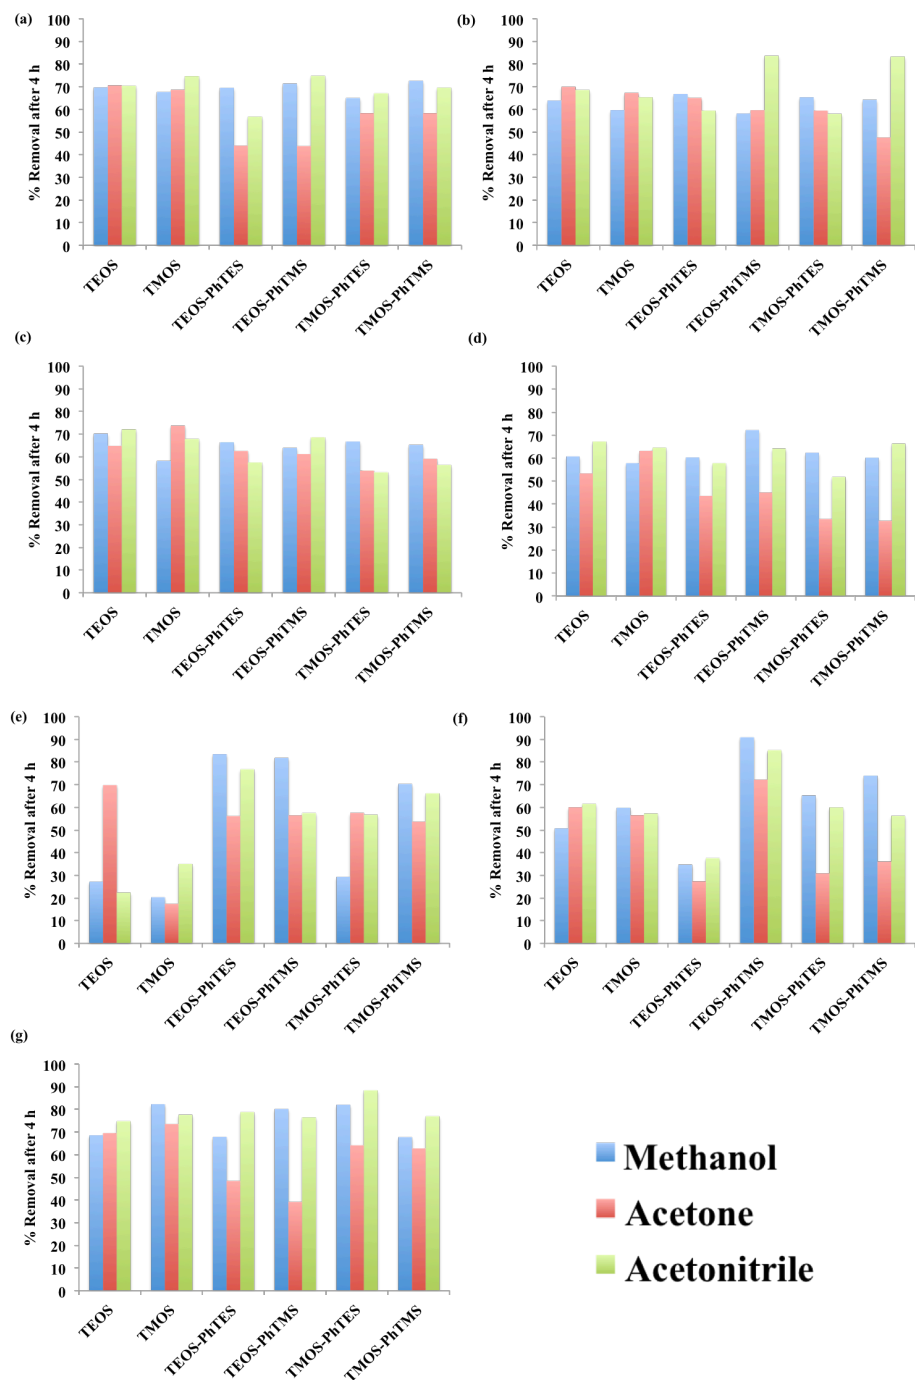 (a)
% Removal after 4 h
100
90
80
70
60
50
40
30
20
10
0
TEOS
TMOS
TEOS-PhTES
TEOS-PhTMS
TMOS-PhTES
TMOS-PhTMS
(b)
% Removal after 4 h
100
90
80
70
60
50
40
30
20
10
0
TEOS
TMOS
TEOS-PhTES
TEOS-PhTMS
TMOS-PhTES
TMOS-PhTMS
(c)
% Removal after 4 h
100
90
80
70
60
50
40
30
20
10
0
TEOS
TMOS
TEOS-PhTES
TEOS-PhTMS
TMOS-PhTES
TMOS-PhTMS
(d)
% Removal after 4 h
100
90
80
70
60
50
40
30
20
10
0
TEOS
TMOS
TEOS-PhTES
TEOS-PhTMS
TMOS-PhTES
TMOS-PhTMS
(e)
% Removal after 4 h
100
90
80
70
60
50
40
30
20
10
0
TEOS
TMOS
TEOS-PhTES
TEOS-PhTMS
TMOS-PhTES
TMOS-PhTMS
(f)
% Removal after 4 h
100
90
80
70
60
50
40
30
20
10
0
TEOS
TMOS
TEOS-PhTES
TEOS-PhTMS
TMOS-PhTES
TMOS-PhTMS
(g)
% Removal after 4 h
100
90
80
70
60
50
40
30
20
10
0
TEOS
TMOS
TEOS-PhTES
TEOS-PhTMS
TMOS-PhTES
TMOS-PhTMS
Methanol
Acetone
Acetonitrile